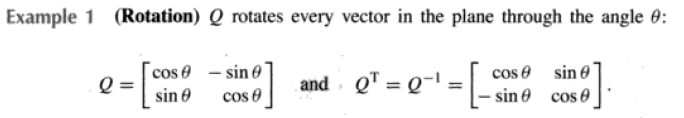 Example 1 (Rotation) Q rotates every vector in the plane through the angle θ:
Q = [cos θ − sin θ
sin θ cos θ] and Qᵀ = Q⁻¹ = [cos θ sin θ
− sin θ cos θ].